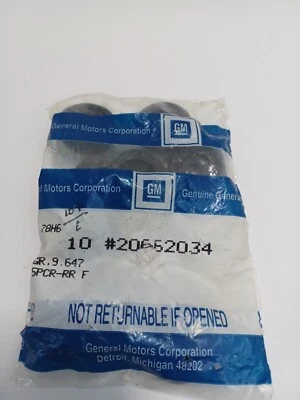 GM
General Motors Corporation
General Motors Corporation
GM
Genuine General
78H6
10 #20662034
GR.9.647
SPCR-RR F
NOT RETURNABLE IF OPENED
General Motors Corporation
Detroit, Michigan 48202